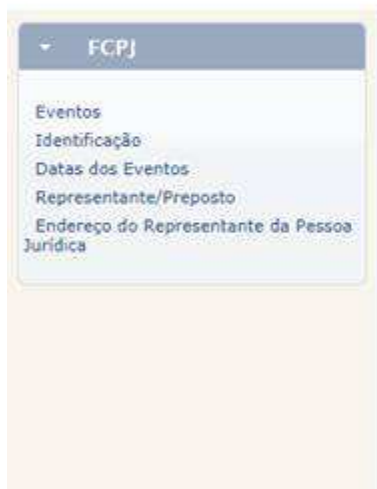 FCPJ
Eventos
Identificação
Datas dos Eventos
Representante/Preposto
Endereço do Representante da Pessoa
Jurídica